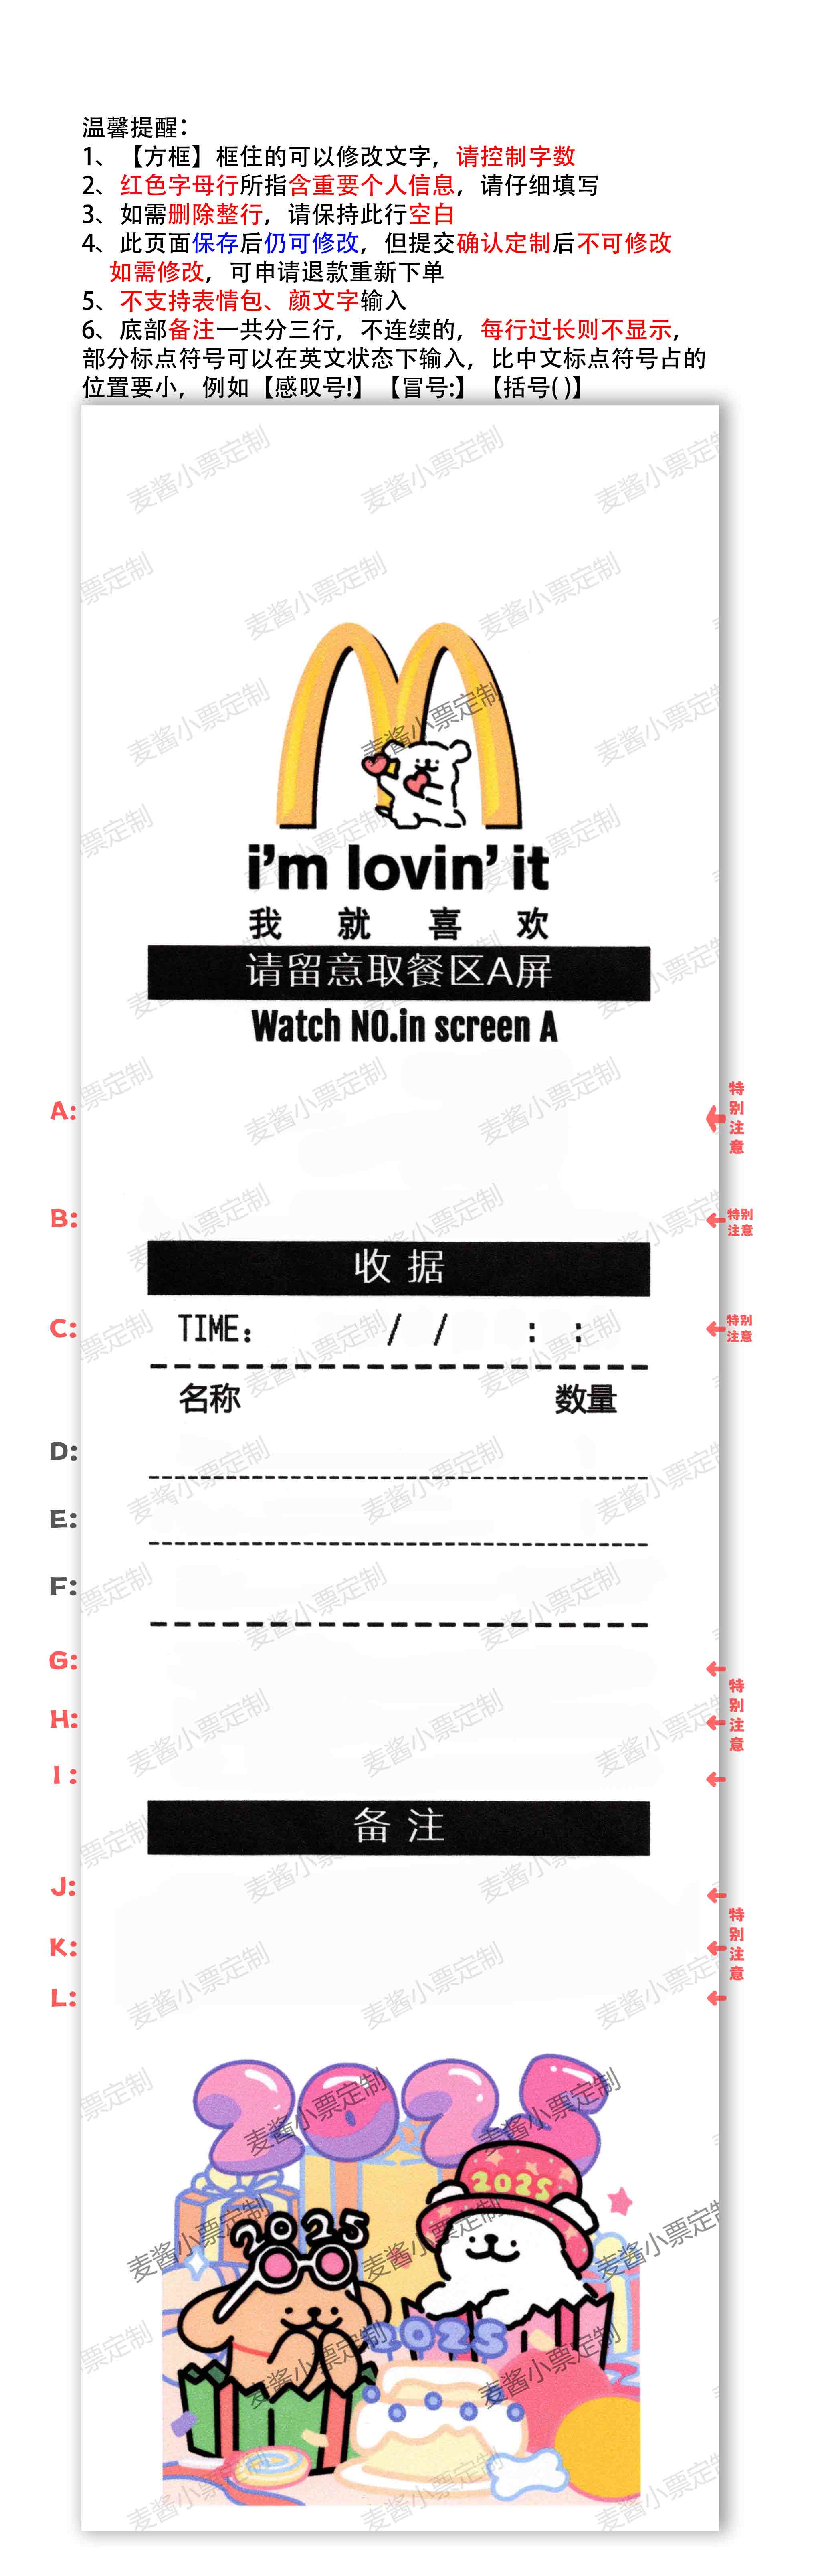 温馨提醒：
1、【方框】框住的可以修改文字，请控制字数
2、红色字母行所指含重要个人信息，请仔细填写
3、如需删除整行，请保持此行空白
4、此页面保存后仍可修改，但提交确认定制后不可修改
如需修改，可申请退款重新下单
5、不支持表情包、颜文字输入
6、底部备注一共分三行，不连续的，每行过长则不显示，
部分标点符号可以在英文状态下输入，比中文标点符号占的
位置要小，例如【感叹号!】【冒号:】【括号( )】
i'm lovin' it
我就喜欢
请留意取餐区A屏
Watch NO.in screen A
A:
特别注意
B:
特别注意
收据
C:
TIME: / / : :
特别注意
名称 数量
D:
E:
F:
G:
H:
特别注意
I:
备注
J:
K:
特别注意
L:
2025
2025
2025
2025
麦酱小票定制